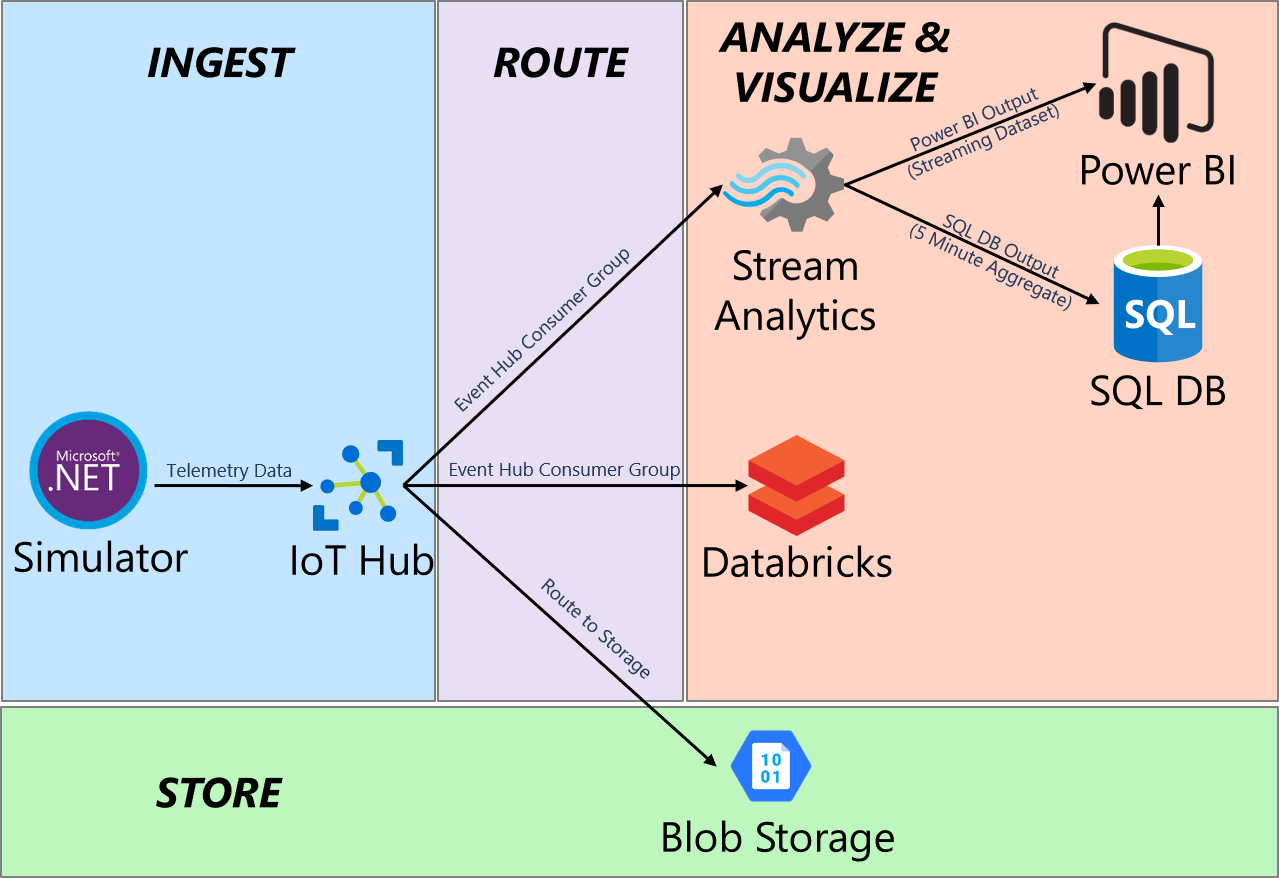 INGEST
ROUTE
ANALYZE &
VISUALIZE
Power BI Output
(Streaming Dataset)
Power BI
Stream
Analytics
SQL DB Output
(5 Minute Aggregate)
SQL
SQL DB
Event Hub Consumer Group
Microsoft®
.NET
Simulator
Telemetry Data
IoT Hub
Event Hub Consumer Group
Databricks
Route to Storage
STORE
10
01
Blob Storage